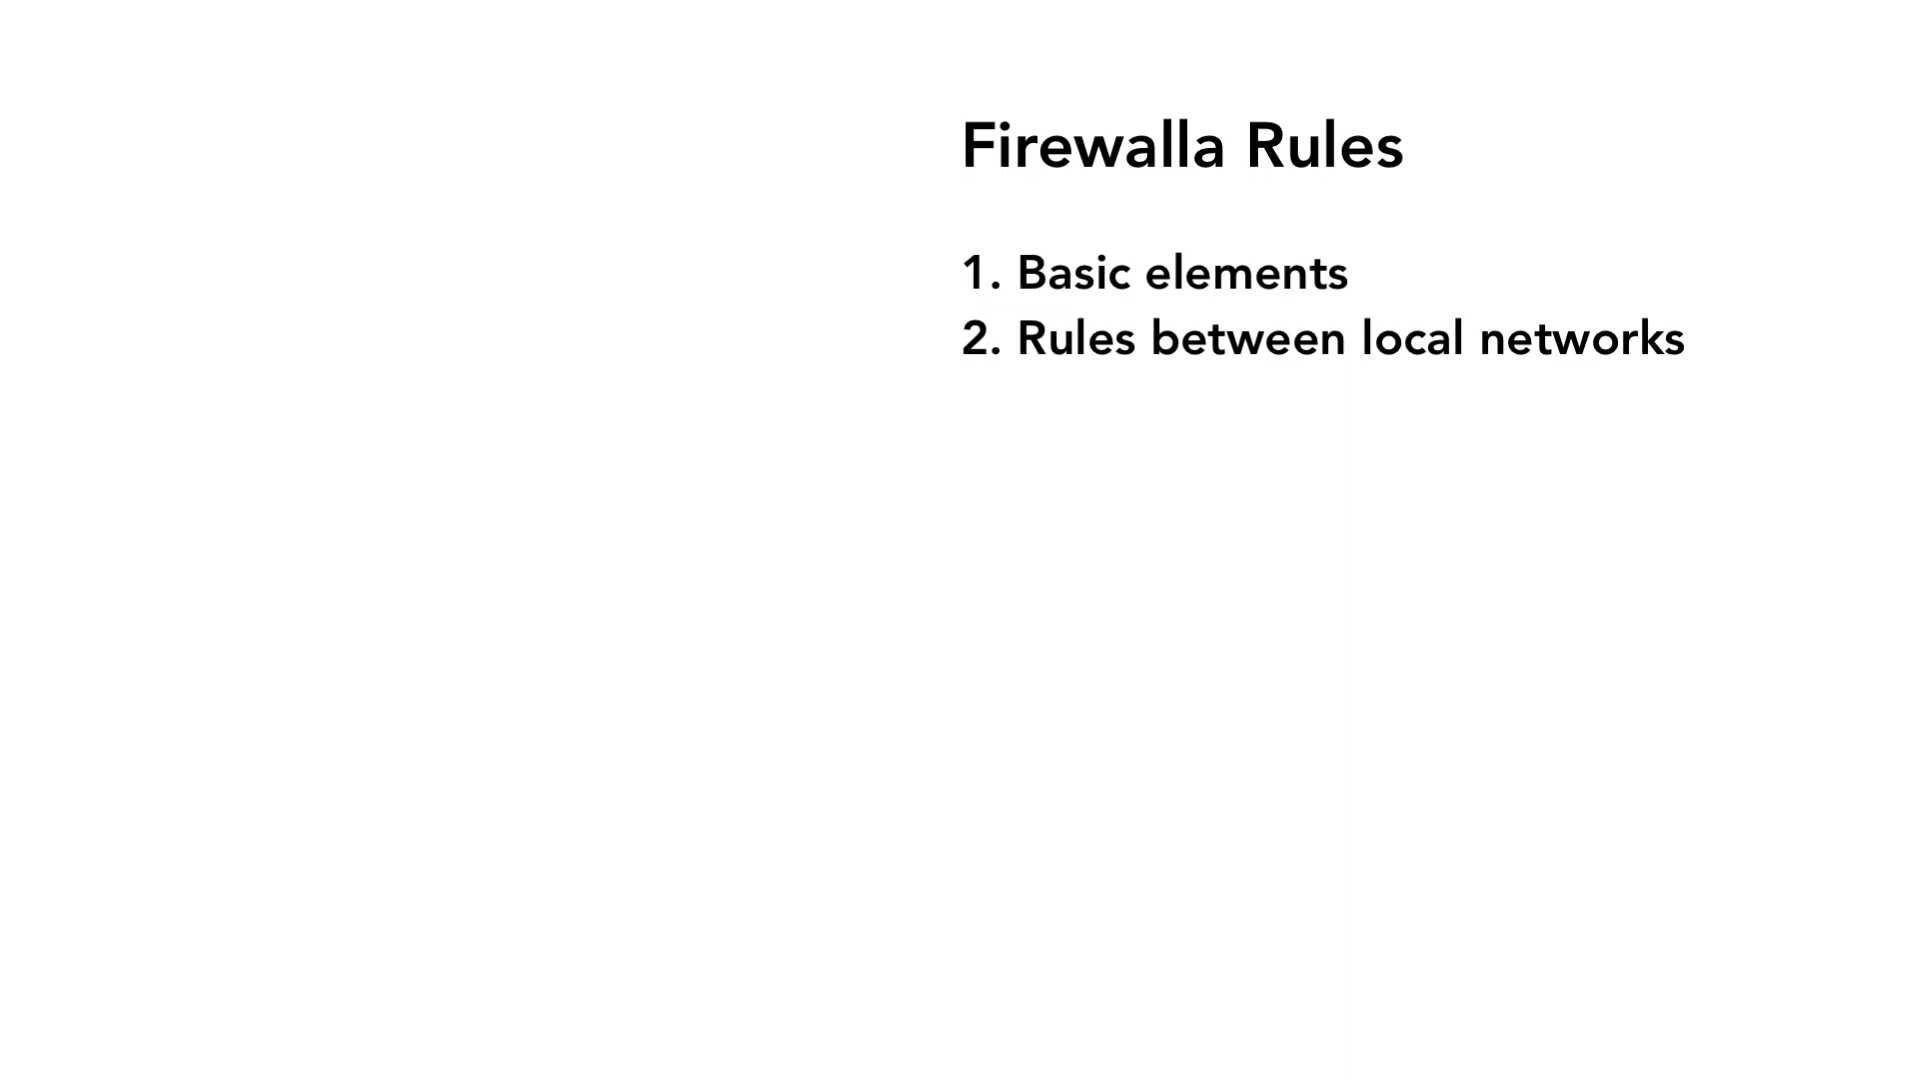 Firewalla Rules
1. Basic elements
2. Rules between local networks